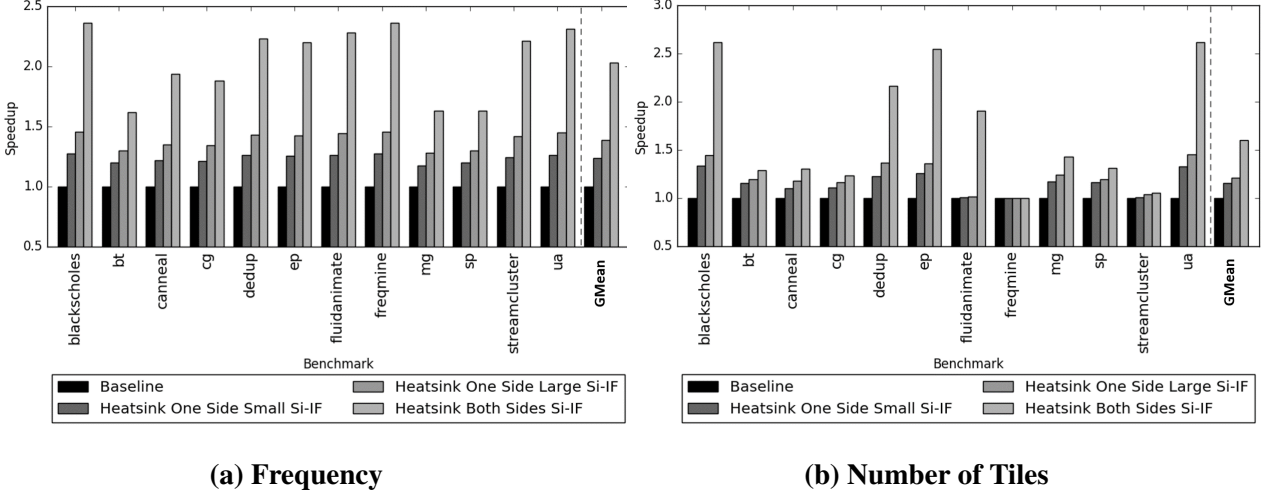 2.5
2.0
1.5
1.0
0.5
Speedup
blackscholes
bt
canneal
cg
dedup
ep
fluidanimate
freqmine
mg
sp
streamcluster
ua
GMean
Benchmark
Baseline
Heatsink One Side Small Si-IF
Heatsink One Side Large Si-IF
Heatsink Both Sides Si-IF
(a) Frequency
3.0
2.5
2.0
1.5
1.0
0.5
Speedup
blackscholes
bt
canneal
cg
dedup
ep
fluidanimate
freqmine
mg
sp
streamcluster
ua
GMean
Benchmark
Baseline
Heatsink One Side Small Si-IF
Heatsink One Side Large Si-IF
Heatsink Both Sides Si-IF
(b) Number of Tiles